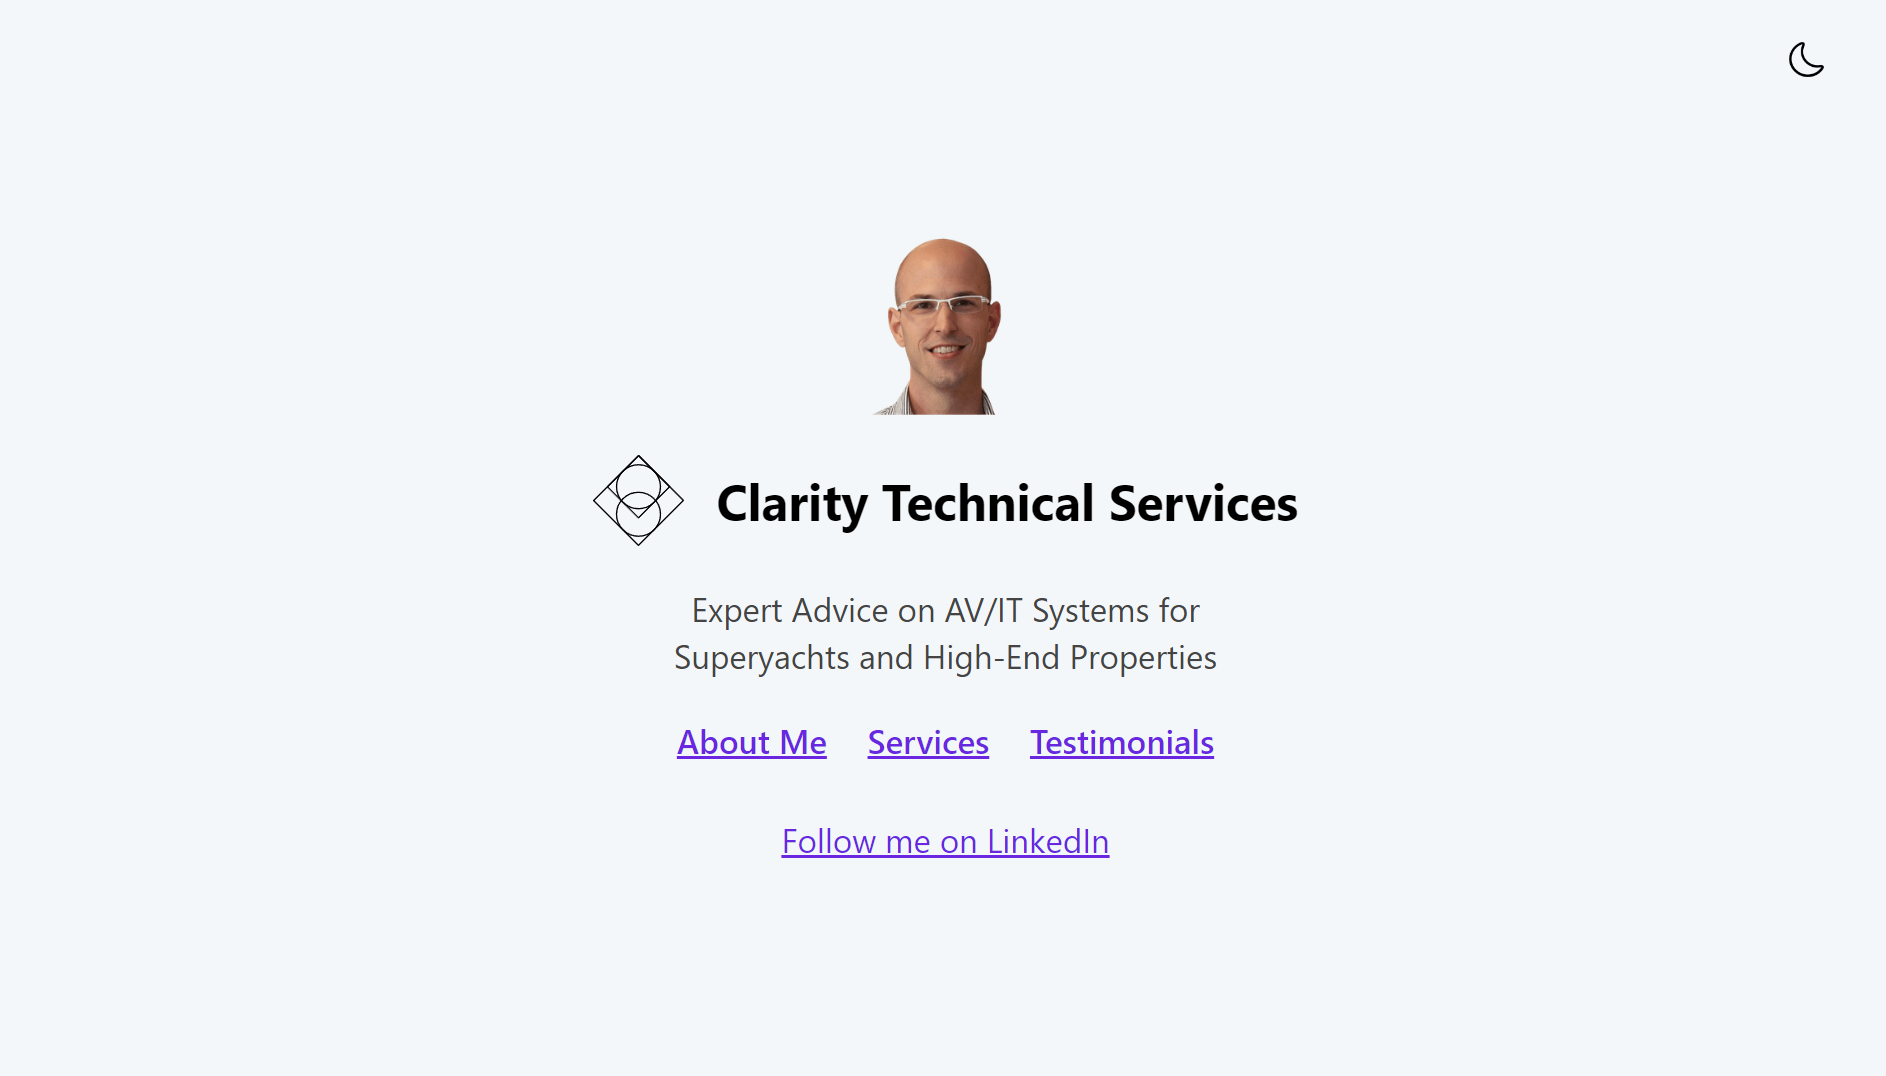 Clarity Technical Services
Expert Advice on AV/IT Systems for
Superyachts and High-End Properties
About Me Services Testimonials
Follow me on LinkedIn